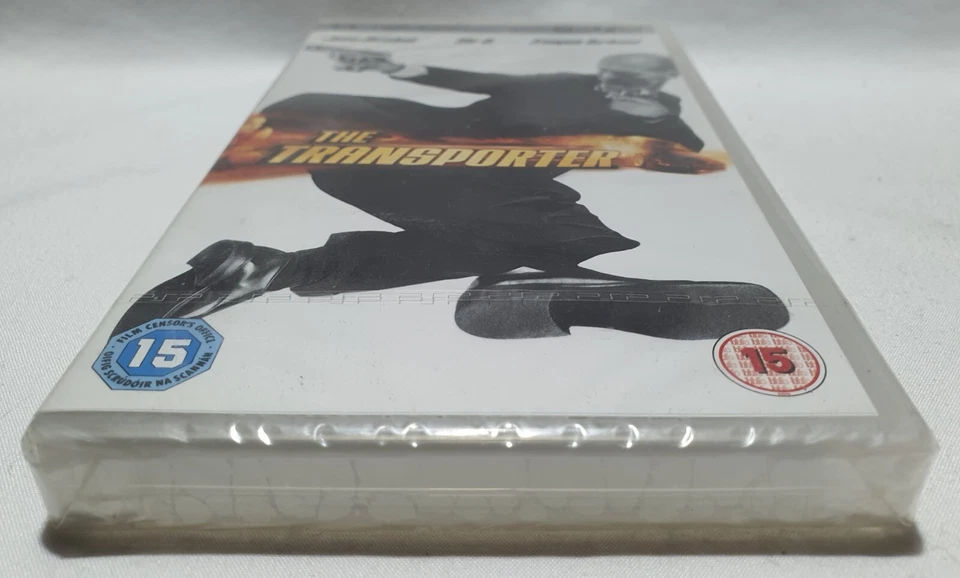 THE
TRANSPORTER
FILM CENSOR'S OFFICE
15
OIFIG SCRÚDÓIR NA SCANNÁN
15